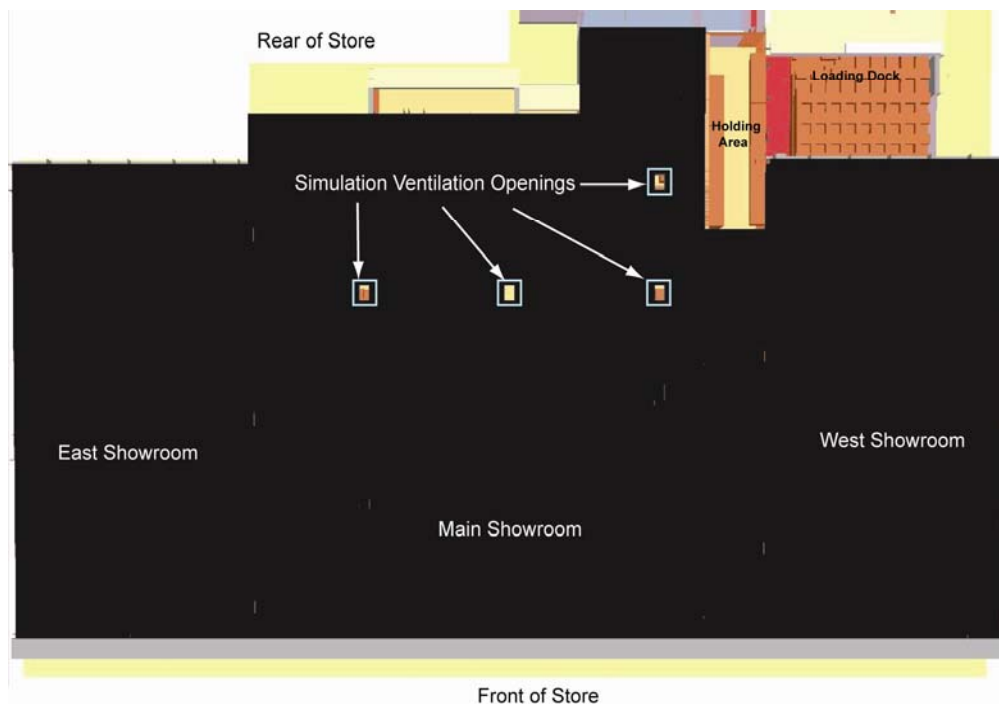 Rear of Store
Loading Dock
Holding
Area
Simulation Ventilation Openings
East Showroom
West Showroom
Main Showroom
Front of Store